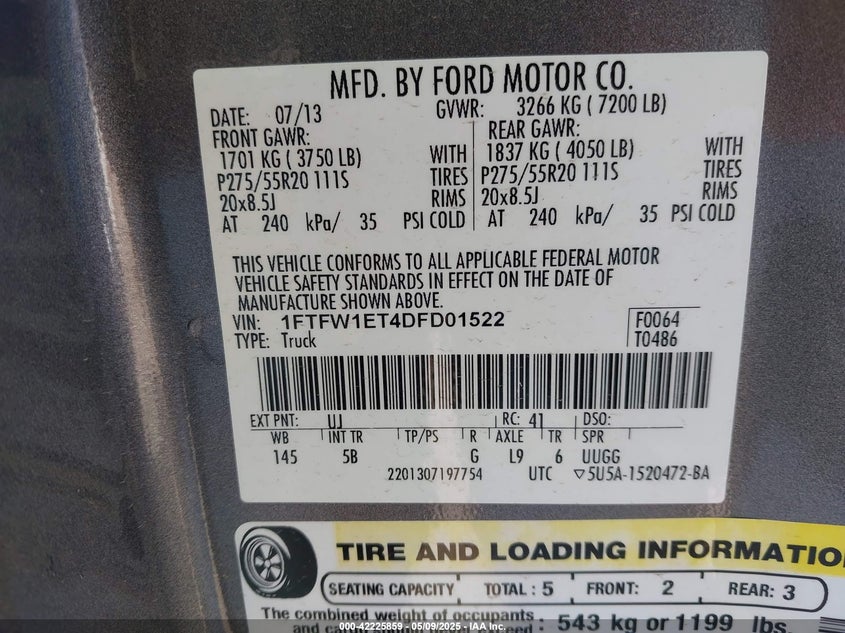 MFD. BY FORD MOTOR CO.
DATE: 07/13 GVWR: 3266 KG ( 7200 LB)
FRONT GAWR: REAR GAWR:
1701 KG ( 3750 LB) WITH 1837 KG ( 4050 LB) WITH
P275/55R20 111S TIRES P275/55R20 111S TIRES
20x8.5J RIMS 20x8.5J RIMS
AT 240 kPa/ 35 PSI COLD AT 240 kPa/ 35 PSI COLD
THIS VEHICLE CONFORMS TO ALL APPLICABLE FEDERAL MOTOR
VEHICLE SAFETY STANDARDS IN EFFECT ON THE DATE OF
MANUFACTURE SHOWN ABOVE.
VIN: 1FTFW1ET4DFD01522 F0064
TYPE: Truck T0486
EXT PNT: UJ RC: 41 DSO:
WB INT TR TP/PS R AXLE TR SPR
145 5B G L9 6 UUGG
2201307197754 UTC ▽5U5A-1520472-BA
TIRE AND LOADING INFORMATIO
SEATING CAPACITY TOTAL : 5 FRONT: 2 REAR: 3
The combined weight of occupants
and : 543 kg or 1199 lbs.
000-42225859 - 05/09/2025 - IAA Inc.